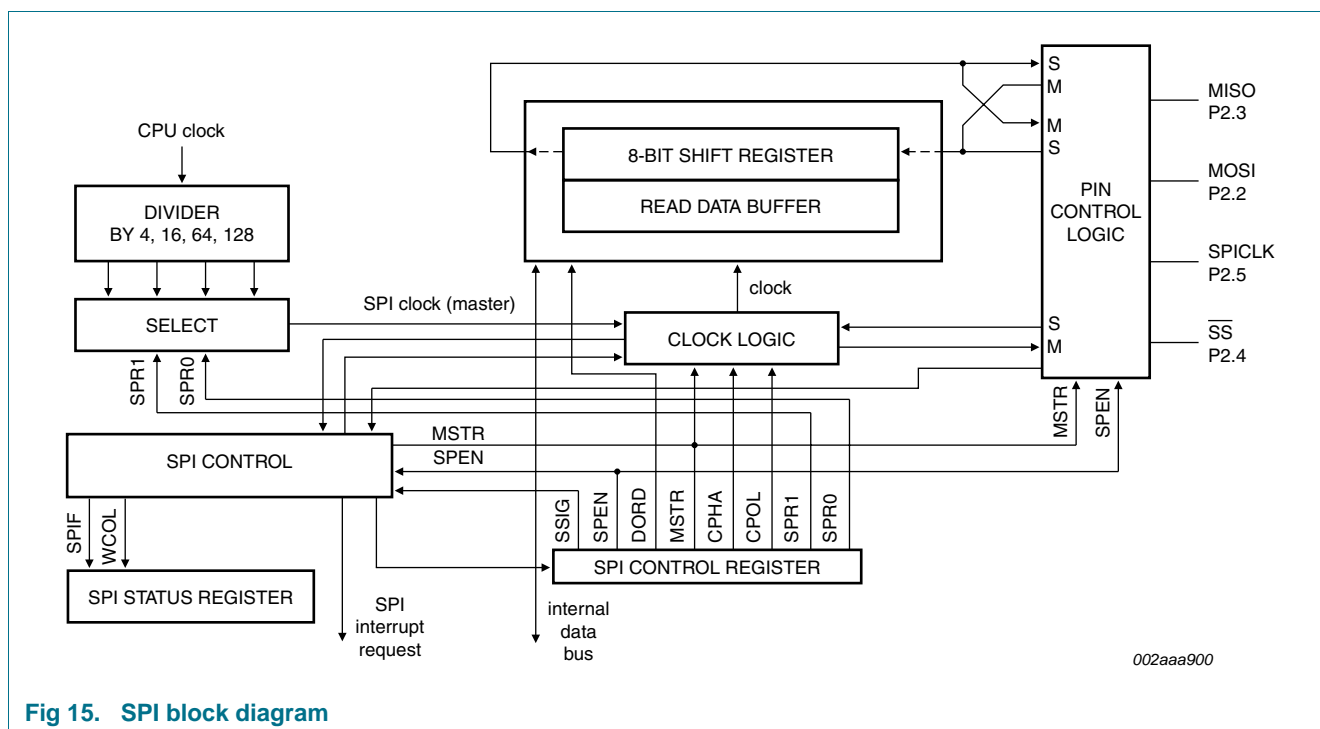 CPU clock
DIVIDER
BY 4, 16, 64, 128
SELECT
SPR1
SPR0
SPI clock (master)
8-BIT SHIFT REGISTER
READ DATA BUFFER
clock
CLOCK LOGIC
S
M
M
S
PIN
CONTROL
LOGIC
S
M
MISO
P2.3
MOSI
P2.2
SPICLK
P2.5
SS
P2.4
MSTR
SPEN
SPI CONTROL
MSTR
SPEN
SPIF
WCOL
SSIG
SPEN
DORD
MSTR
CPHA
CPOL
SPR1
SPR0
SPI CONTROL REGISTER
SPI STATUS REGISTER
SPI
interrupt
request
internal
data
bus
002aaa900
Fig 15. SPI block diagram